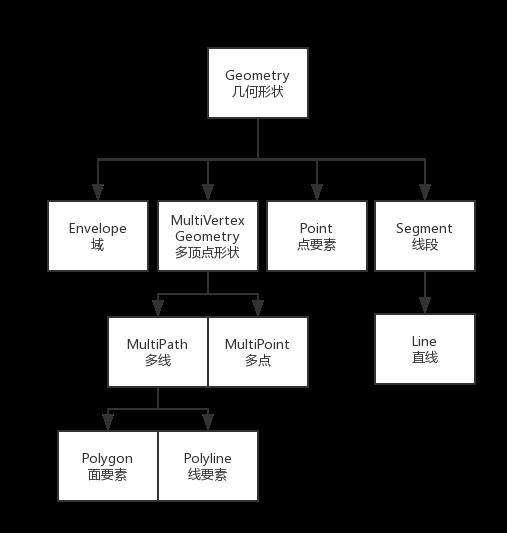 Geometry
几何形状
Envelope
域
MultiVertex
Geometry
多顶点形状
Point
点要素
Segment
线段
MultiPath
多线
MultiPoint
多点
Line
直线
Polygon
面要素
Polyline
线要素